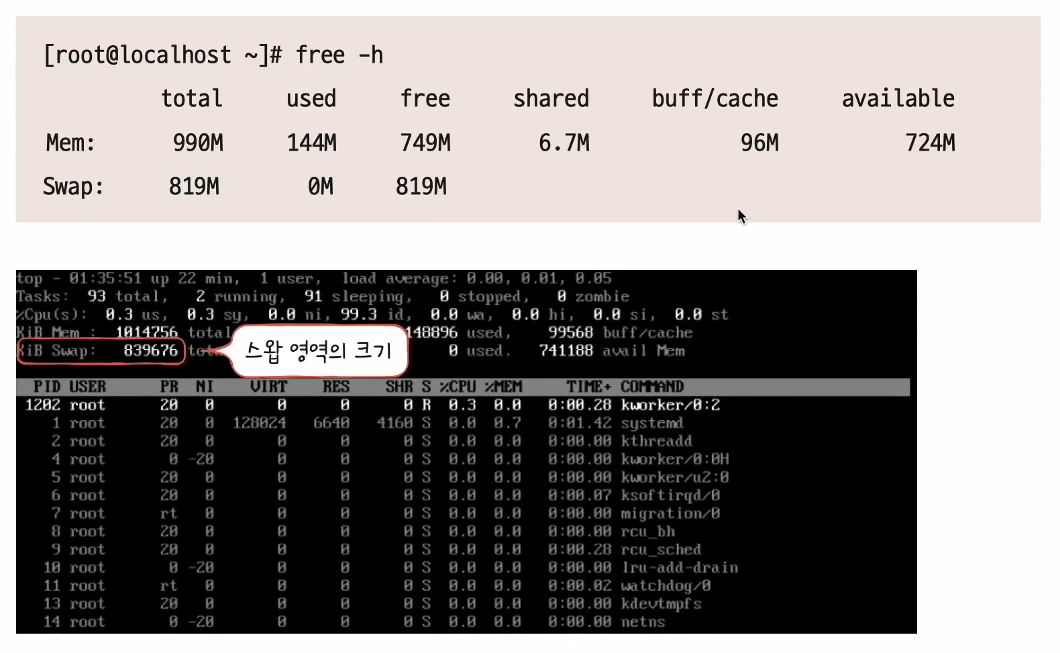 [root@localhost ~]# free -h
total used free shared buff/cache available
Mem: 990M 144M 749M 6.7M 96M 724M
Swap: 819M 0M 819M
top - 01:35:51 up 22 min, 1 user, load average: 0.00, 0.01, 0.05
Tasks: 93 total, 2 running, 91 sleeping, 0 stopped, 0 zombie
%Cpu(s): 0.3 us, 0.3 sy, 0.0 ni, 99.3 id, 0.0 wa, 0.0 hi, 0.0 si, 0.0 st
KiB Mem : 1014756 total 148896 used, 99568 buff/cache
KiB Swap: 839676 0 used. 741188 avail Mem
스왑 영역의 크기
PID USER PR NI VIRT RES SHR S %CPU %MEM TIME+ COMMAND
1202 root 20 0 0 0 0 R 0.3 0.0 0:00.28 kworker/0:2
1 root 20 0 128024 6640 4160 S 0.0 0.7 0:01.42 systemd
2 root 20 0 0 0 0 S 0.0 0.0 0:00.00 kthreadd
4 root 0 -20 0 0 0 S 0.0 0.0 0:00.00 kworker/0:0H
5 root 20 0 0 0 0 S 0.0 0.0 0:00.00 kworker/u2:0
6 root 20 0 0 0 0 S 0.0 0.0 0:00.07 ksoftirqd/0
7 root rt 0 0 0 0 S 0.0 0.0 0:00.00 migration/0
8 root 20 0 0 0 0 S 0.0 0.0 0:00.00 rcu_bh
9 root 20 0 0 0 0 S 0.0 0.0 0:00.28 rcu_sched
10 root 0 -20 0 0 0 S 0.0 0.0 0:00.00 lru-add-drain
11 root rt 0 0 0 0 S 0.0 0.0 0:00.02 watchdog/0
13 root 20 0 0 0 0 S 0.0 0.0 0:00.00 kdevtmpfs
14 root 0 -20 0 0 0 S 0.0 0.0 0:00.00 netns